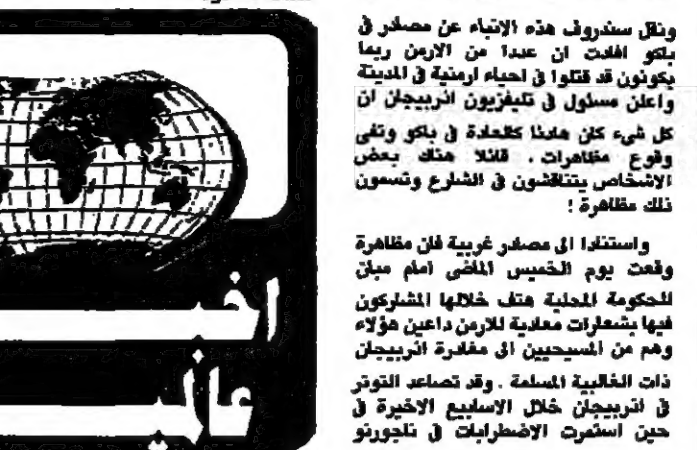 ونقل سندروف هذه الانباء عن مصادر في
باكو افادت ان عددا من الارمن ربما
يكونون قد قتلوا في احياء ارمنية في المدينة
واعلن مسئول في تليفزيون اذربيجان ان
كل شيء كان هادئا كالعادة في باكو ونفى
وقوع مظاهرات . قائلا هناك بعض
الاشخاص يتناقشون في الشارع وتسمون
ذلك مظاهرة !
واستنادا الى مصادر غربية فان مظاهرة
وقعت يوم الخميس الماضى امام مبان
للحكومة المحلية هتف خلالها المشاركون
فيها بشعارات معادية للارمن داعين هؤلاء
وهم من المسيحيين الى مغادرة اذربيجان
ذات الغالبية المسلمة . وقد تصاعد التوتر
في اذربيجان خلال الاسابيع الاخيرة في
حين استمرت الاضطرابات في ناجورنو